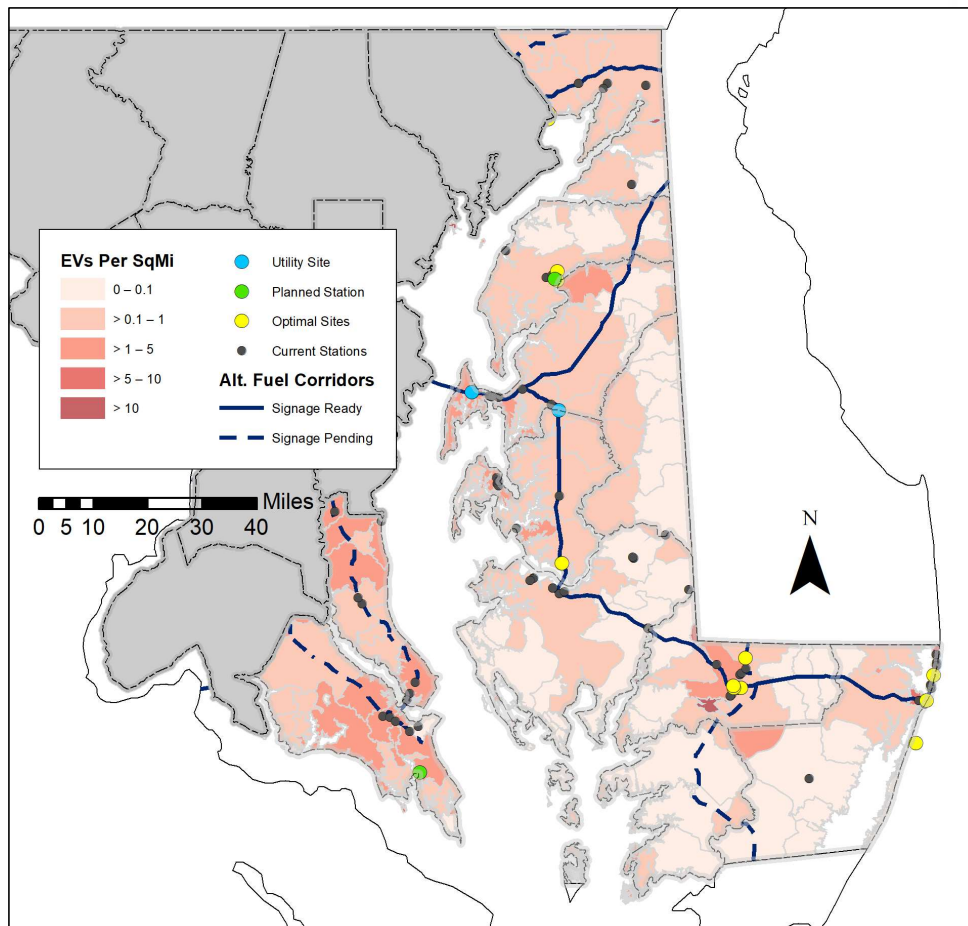 EVs Per SqMi
0 – 0.1
> 0.1 – 1
> 1 – 5
> 5 – 10
> 10
Utility Site
Planned Station
Optimal Sites
Current Stations
Alt. Fuel Corridors
Signage Ready
Signage Pending
Miles
0 5 10 20 30 40
N